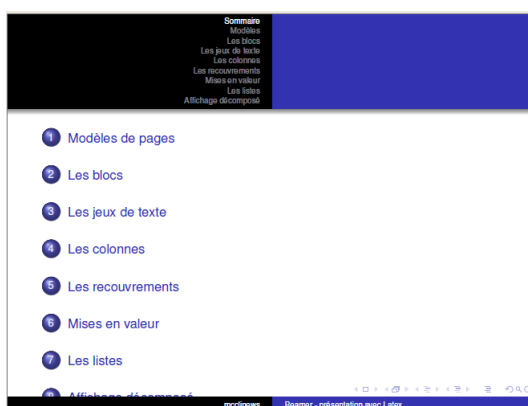 Sommaire
Modèles
Les blocs
Les jeux de texte
Les colonnes
Les recouvrements
Mises en valeur
Les listes
Affichage décomposé
1 Modèles de pages
2 Les blocs
3 Les jeux de texte
4 Les colonnes
5 Les recouvrements
6 Mises en valeur
7 Les listes
8 Affichage décomposé
Beamer - présentation avec Latex